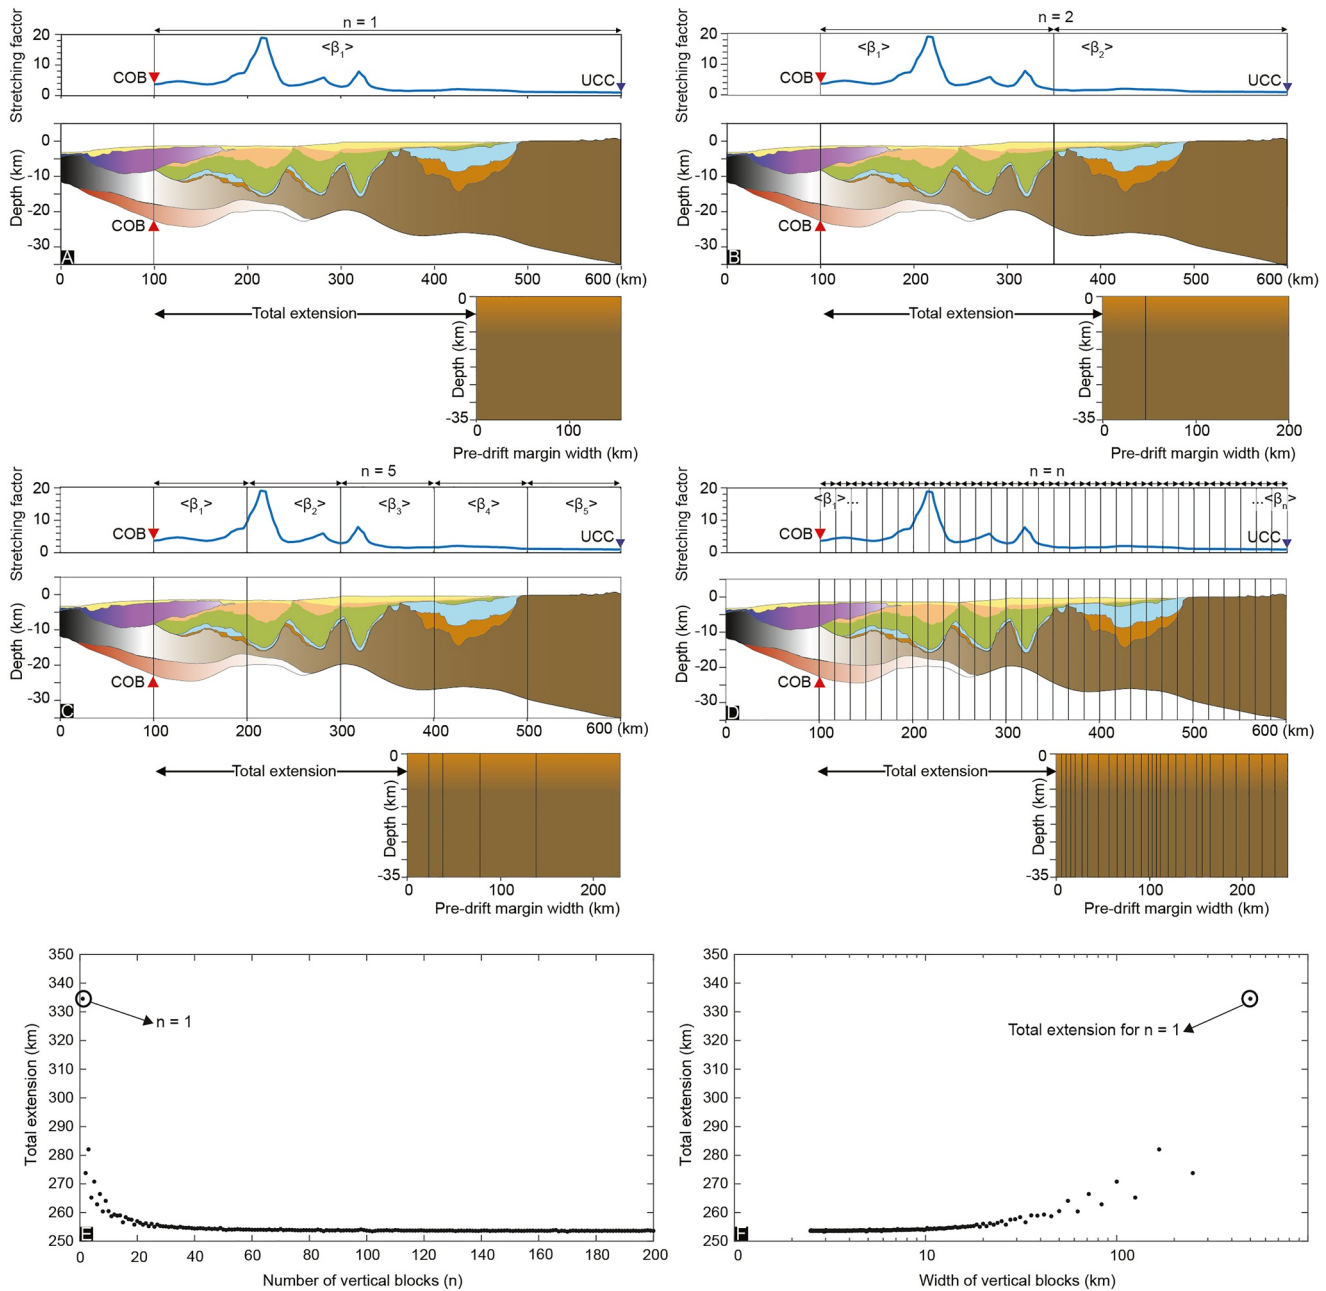 n = 1
Stretching factor
20
10
0
<β1>
COB
UCC
Depth (km)
0
-10
-20
-30
COB
A
0 100 200 300 400 500 600 (km)
Total extension
Depth (km)
0
-35
0 100
Pre-drift margin width (km)
n = 2
Stretching factor
20
10
0
<β1> <β2>
COB
UCC
Depth (km)
0
-10
-20
-30
COB
B
0 100 200 300 400 500 600 (km)
Total extension
Depth (km)
0
-35
0 100 200
Pre-drift margin width (km)
n = 5
Stretching factor
20
10
0
<β1> <β2> <β3> <β4> <β5>
COB
UCC
Depth (km)
0
-10
-20
-30
COB
C
0 100 200 300 400 500 600 (km)
Total extension
Depth (km)
0
-35
0 100 200
Pre-drift margin width (km)
n = n
Stretching factor
20
10
0
<β1>... ...<βn>
COB
UCC
Depth (km)
0
-10
-20
-30
COB
D
0 100 200 300 400 500 600 (km)
Total extension
Depth (km)
0
-35
0 100 200
Pre-drift margin width (km)
Total extension (km)
350
340
330
320
310
300
290
280
270
260
250
n = 1
E
0 20 40 60 80 100 120 140 160 180 200
Number of vertical blocks (n)
Total extension (km)
350
340
330
320
310
300
290
280
270
260
250
Total extension for n = 1
F
0 10 100
Width of vertical blocks (km)